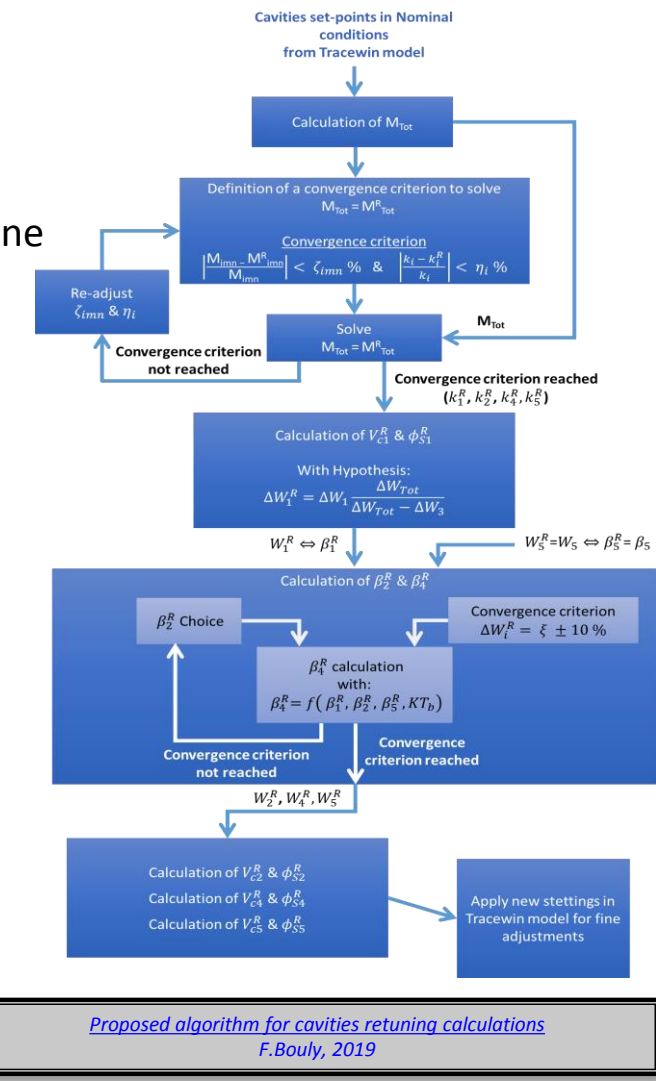 Cavities set-points in Nominal
conditions
from Tracewin model
Calculation of M_Tot
ne
Definition of a convergence criterion to solve
M_Tot = M^R_Tot
Convergence criterion
|M_imn − M^R_imn / M_imn| < ζ_imn % & |k_i − k_i^R / k_i| < η_i %
Re-adjust
ζ_imn & η_i
Solve
M_Tot = M^R_Tot
M_Tot
Convergence criterion
not reached
Convergence criterion reached
(k_1^R, k_2^R, k_4^R, k_5^R)
Calculation of V_c1^R & ϕ_S1^R
With Hypothesis:
ΔW_1^R = ΔW_1 ΔW_Tot / ΔW_Tot − ΔW_3
W_1^R ⇔ β_1^R
W_5^R=W_5 ⇔ β_5^R= β_5
Calculation of β_2^R & β_4^R
β_2^R Choice
Convergence criterion
ΔW_i^R = ξ ± 10 %
β_4^R calculation
with:
β_4^R= f( β_1^R, β_2^R, β_5^R, KT_b)
Convergence criterion
not reached
Convergence
criterion reached
W_2^R, W_4^R, W_5^R
Calculation of V_c2^R & ϕ_S2^R
Calculation of V_c4^R & ϕ_S4^R
Calculation of V_c5^R & ϕ_S5^R
Apply new stettings in
Tracewin model for fine
adjustments
Proposed algorithm for cavities retuning calculations
F.Bouly, 2019